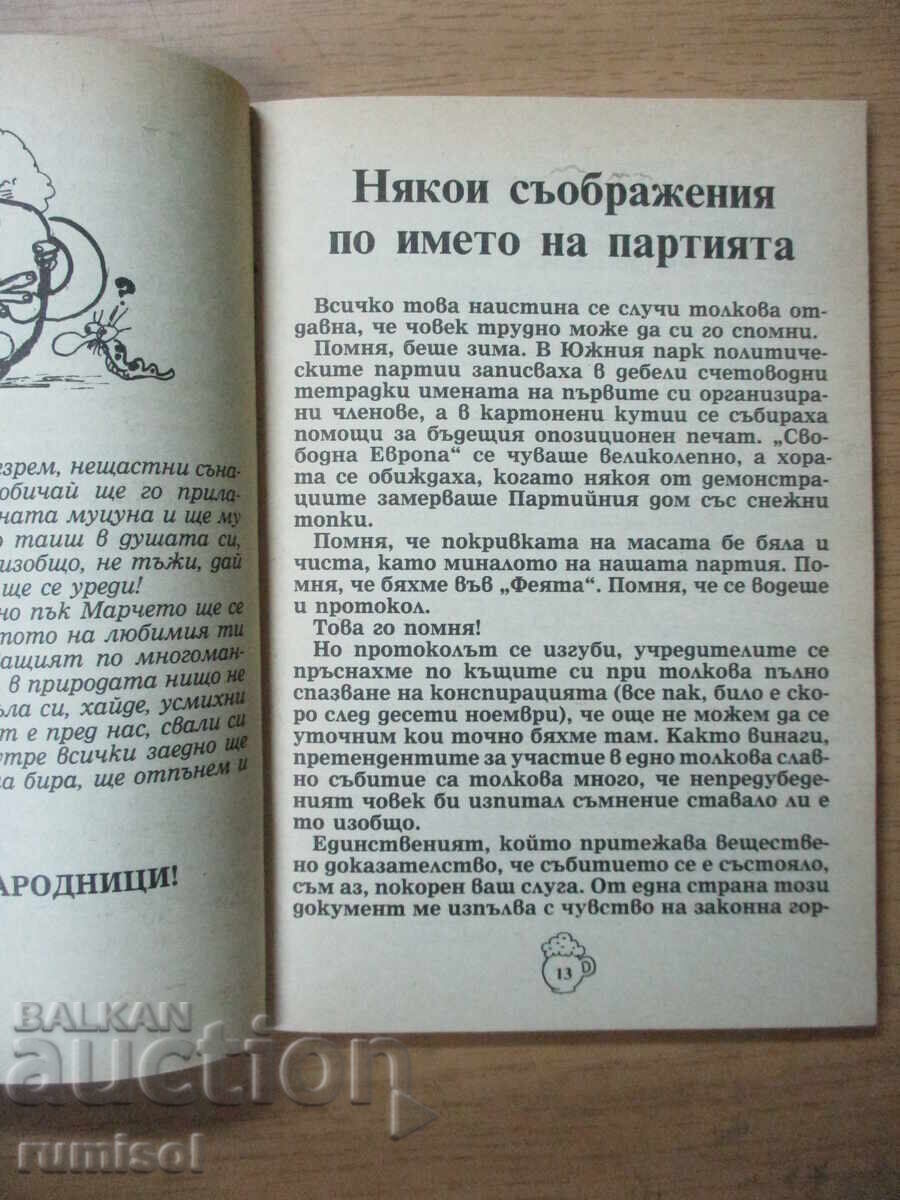 ?
езрем, нещастни съна-
обичай ще го прила-
ната муцуна и ще му
о таиш в душата си,
изобщо, не тъжи, дай
ще се уреди!
но пък Марчето ще се
тото на любимия ти
ащият по многоман-
в природата нищо не
ла си, хайде, усмихни
т е пред нас, свали си
утре всички заедно ще
а бира, ще отпънем и
АРОДНИЦИ!
Някои съображения
по името на партията
Всичко това наистина се случи толкова от-
давна, че човек трудно може да си го спомни.
Помня, беше зима. В Южния парк политиче-
ските партии записваха в дебели счетоводни
тетрадки имената на първите си организира-
ни членове, а в картонени кутии се събираха
помощи за бъдещия опозиционен печат. „Сво-
бодна Европа“ се чуваше великолепно, а хора-
та се обиждаха, когато някоя от демонстра-
циите замерваше Партийния дом със снежни
топки.
Помня, че покривката на масата бе бяла и
чиста, като миналото на нашата партия. По-
мня, че бяхме във „Феята“. Помня, че се водеше
и протокол.
Това го помня!
Но протоколът се изгуби, учредителите се
пръснахме по къщите си при толкова пълно
спазване на конспирацията (все пак, било е ско-
ро след десети ноември), че още не можем да се
уточним кои точно бяхме там. Както винаги,
претендентите за участие в едно толкова слав-
но събитие са толкова много, че непредубеде-
ният човек би изпитал съмнение ставало ли е
то изобщо.
Единственият, който притежава веществе-
но доказателство, че събитието се е състояло,
съм аз, покорен ваш слуга. От една страна този
документ ме изпълва с чувство на законна гор-
13
BALKAN
auction
rumisol